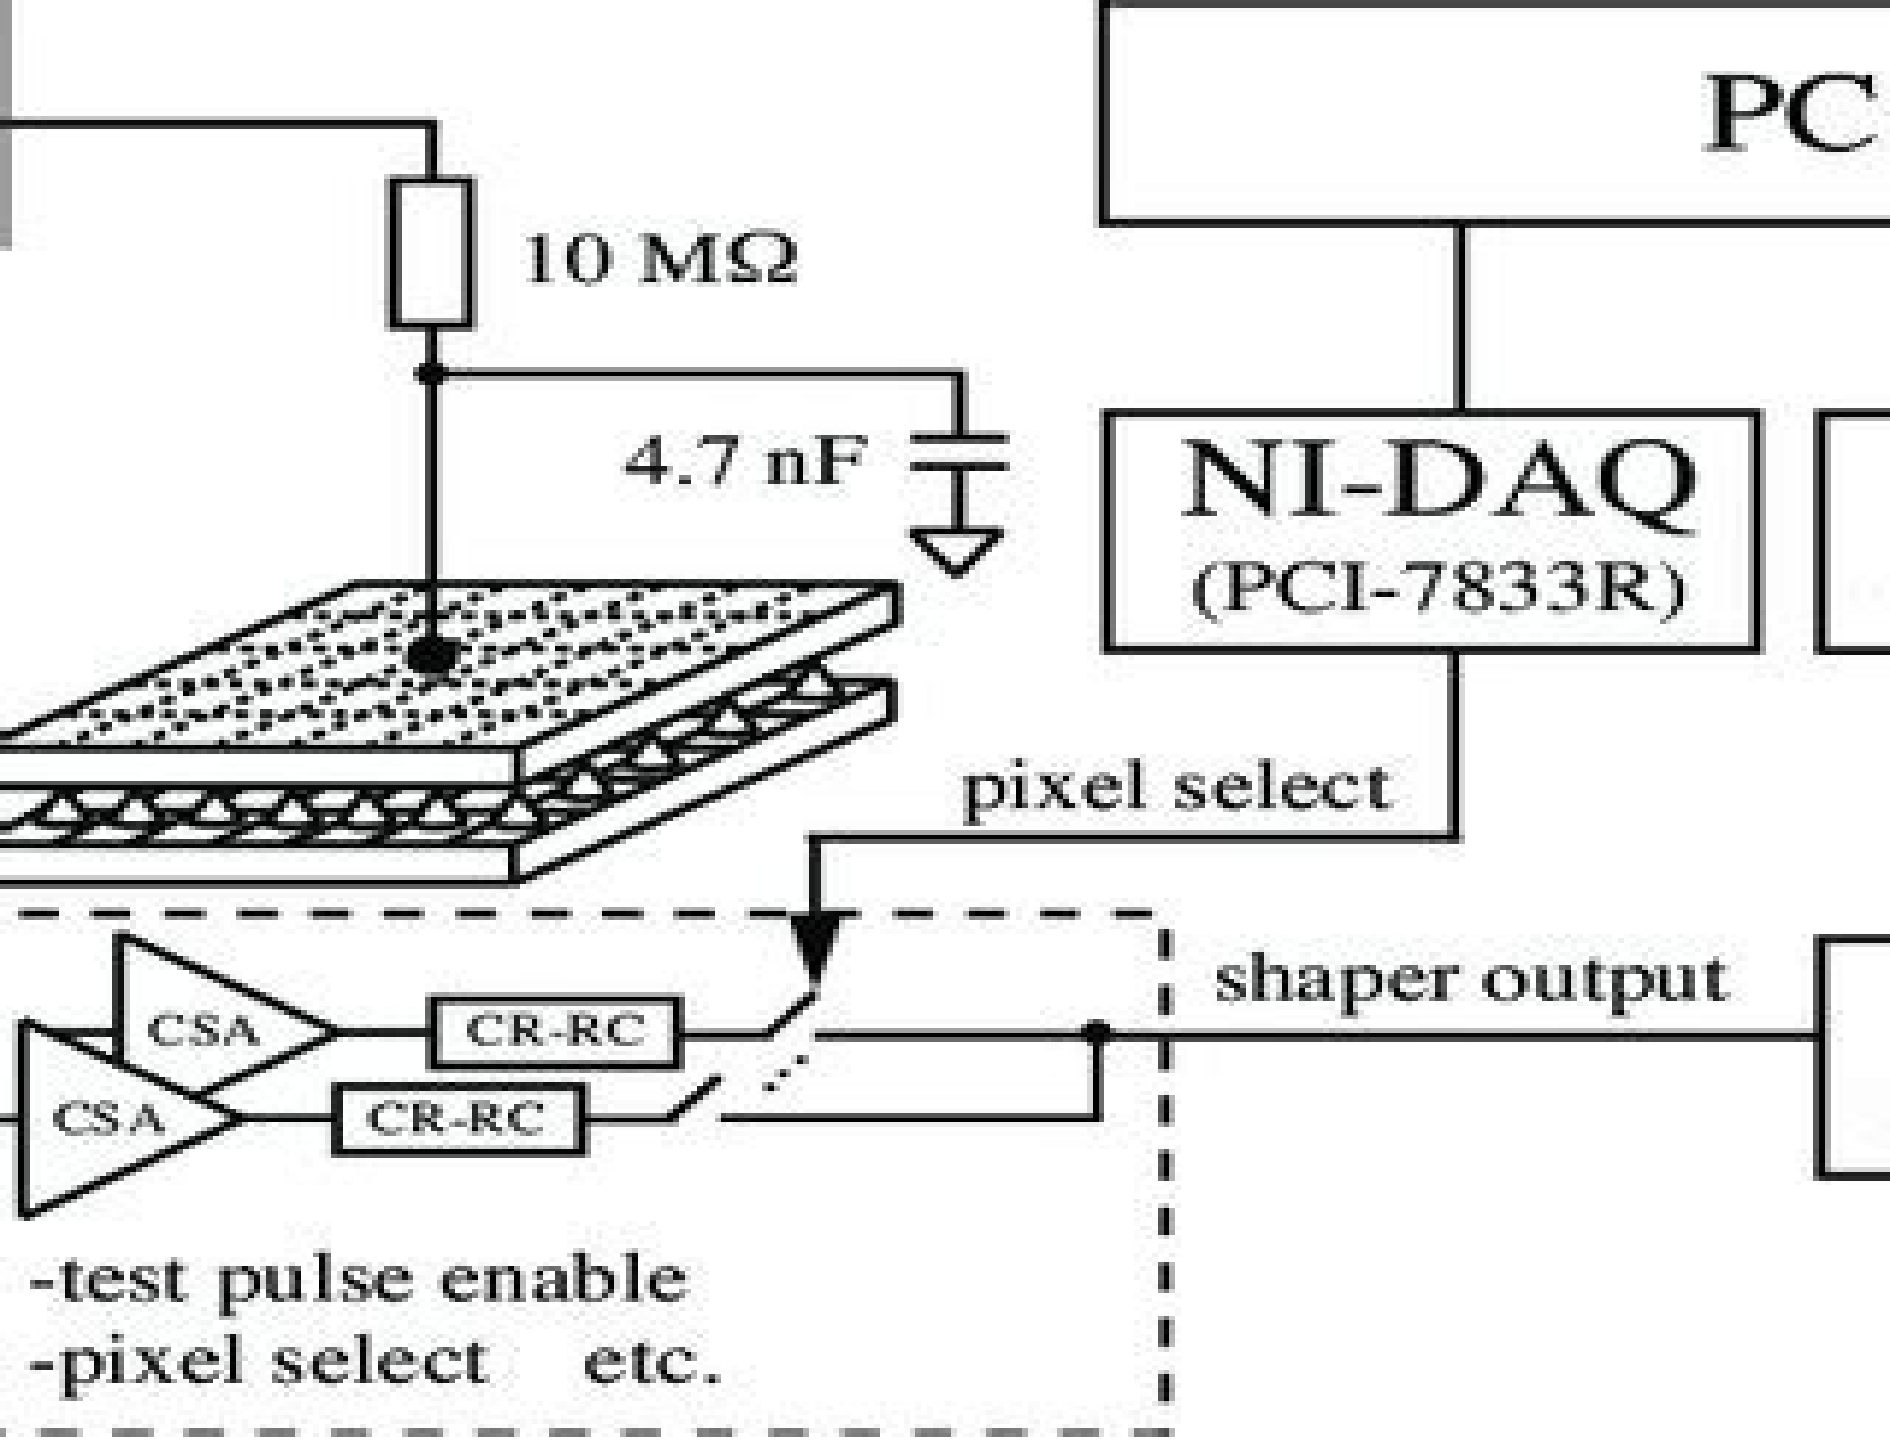 PC
10 MΩ
4.7 nF
NI-DAQ
(PCI-7833R)
pixel select
shaper output
CSA
CR-RC
CSA
CR-RC
-test pulse enable
-pixel select etc.